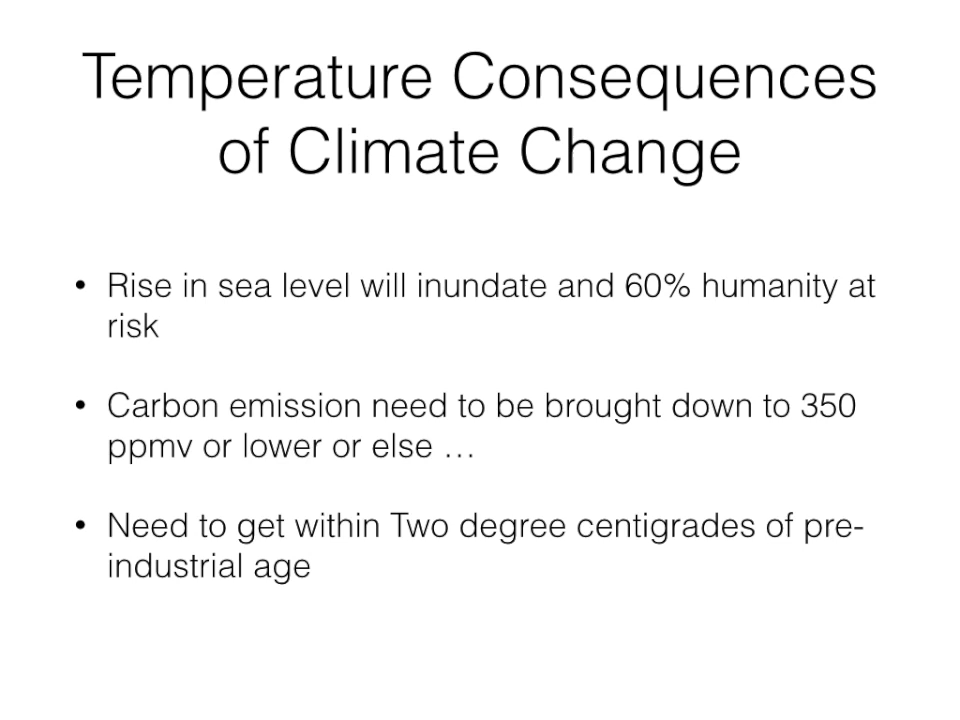 Temperature Consequences
of Climate Change
• Rise in sea level will inundate and 60% humanity at
risk
• Carbon emission need to be brought down to 350
ppmv or lower or else …
• Need to get within Two degree centigrades of pre-
industrial age